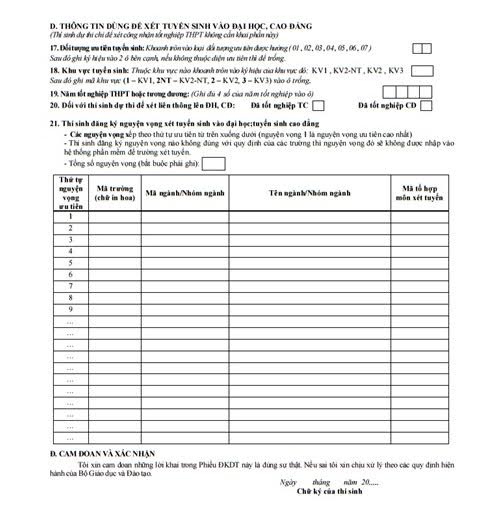 D. THÔNG TIN DÙNG ĐỂ XÉT TUYỂN SINH VÀO ĐẠI HỌC, CAO ĐẲNG
(Thí sinh dự thi chỉ để xét công nhận tốt nghiệp THPT không cần khai phần này)
17. Đối tượng ưu tiên tuyển sinh: Khoanh tròn vào loại đối tượng ưu tiên được hưởng ( 01 , 02 , 03 , 04 , 05 , 06 , 07 )
Sau đó ghi ký hiệu vào 2 ô bên cạnh, nếu không thuộc diện ưu tiên thì để trống.
18. Khu vực tuyển sinh: Thuộc khu vực nào khoanh tròn vào ký hiệu của khu vực đó: KV1 , KV2-NT , KV2 , KV3
Sau đó ghi mã khu vực (1 – KV1, 2NT – KV2-NT, 2 – KV2, 3 – KV3) vào ô trống.
19. Năm tốt nghiệp THPT hoặc tương đương: (Ghi đủ 4 số của năm tốt nghiệp vào ô)
20. Đối với thí sinh dự thi để xét liên thông lên ĐH, CĐ: Đã tốt nghiệp TC Đã tốt nghiệp CĐ
21. Thí sinh đăng ký nguyện vọng xét tuyển sinh vào đại học;tuyển sinh cao đẳng
- Các nguyện vọng xếp theo thứ tự ưu tiên từ trên xuống dưới (nguyện vọng 1 là nguyện vọng ưu tiên cao nhất)
- Thí sinh đăng ký nguyện vọng nào không đúng với quy định của các trường thì nguyện vọng đó sẽ không được nhập vào
hệ thống phần mềm để trường xét tuyển.
- Tổng số nguyện vọng (bắt buộc phải ghi):
Thứ tự nguyện vọng ưu tiên
Mã trường (chữ in hoa)
Mã ngành/Nhóm ngành
Tên ngành/Nhóm ngành
Mã tổ hợp môn xét tuyển
1
2
3
4
5
6
7
8
9
...
...
...
...
...
...
...
...
...
...
...
Đ. CAM ĐOAN VÀ XÁC NHẬN
Tôi xin cam đoan những lời khai trong Phiếu ĐKDT này là đúng sự thật. Nếu sai tôi xin chịu xử lý theo các quy định hiện
hành của Bộ Giáo dục và Đào tạo.
Ngày tháng năm 20.....
Chữ ký của thí sinh